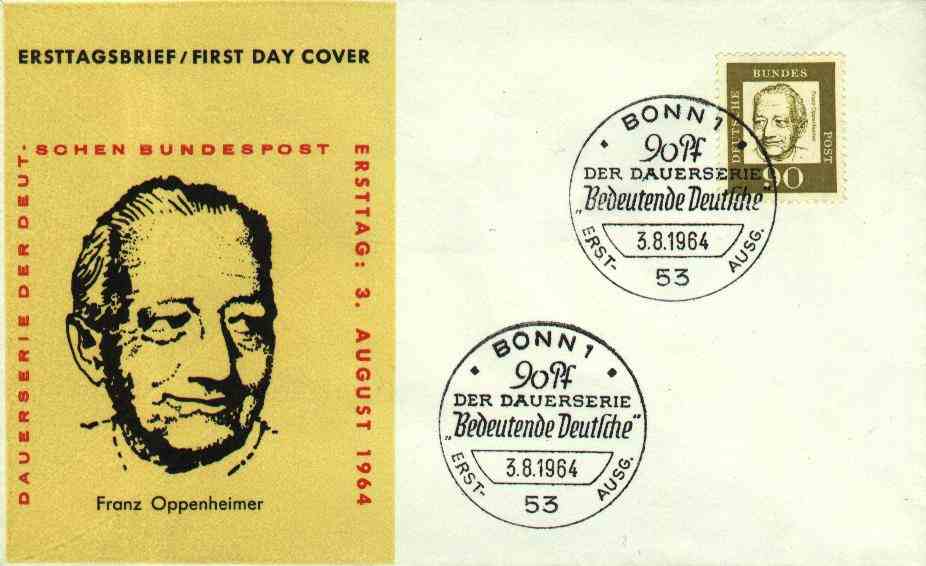 ERSTTAGSBRIEF/FIRST DAY COVER
DAUERSERIE DER DEUT-
SCHEN BUNDESPOST
ERSTTAG: 3. AUGUST 1964
Franz Oppenheimer
DEUTSCHE
BUNDES
POST
Franz Oppenheimer
90
BONN 1
90 Pf
DER DAUERSERIE
„Bedeutende Deutsche"
3.8.1964
ERST-
AUSG.
53
BONN 1
90 Pf
DER DAUERSERIE
„Bedeutende Deutsche"
3.8.1964
ERST-
AUSG.
53